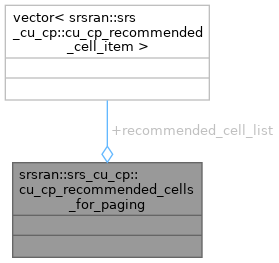 vector< srsran::srs
_cu_cp::cu_cp_recommended
_cell_item >
+recommended_cell_list
srsran::srs_cu_cp::
cu_cp_recommended_cells
_for_paging